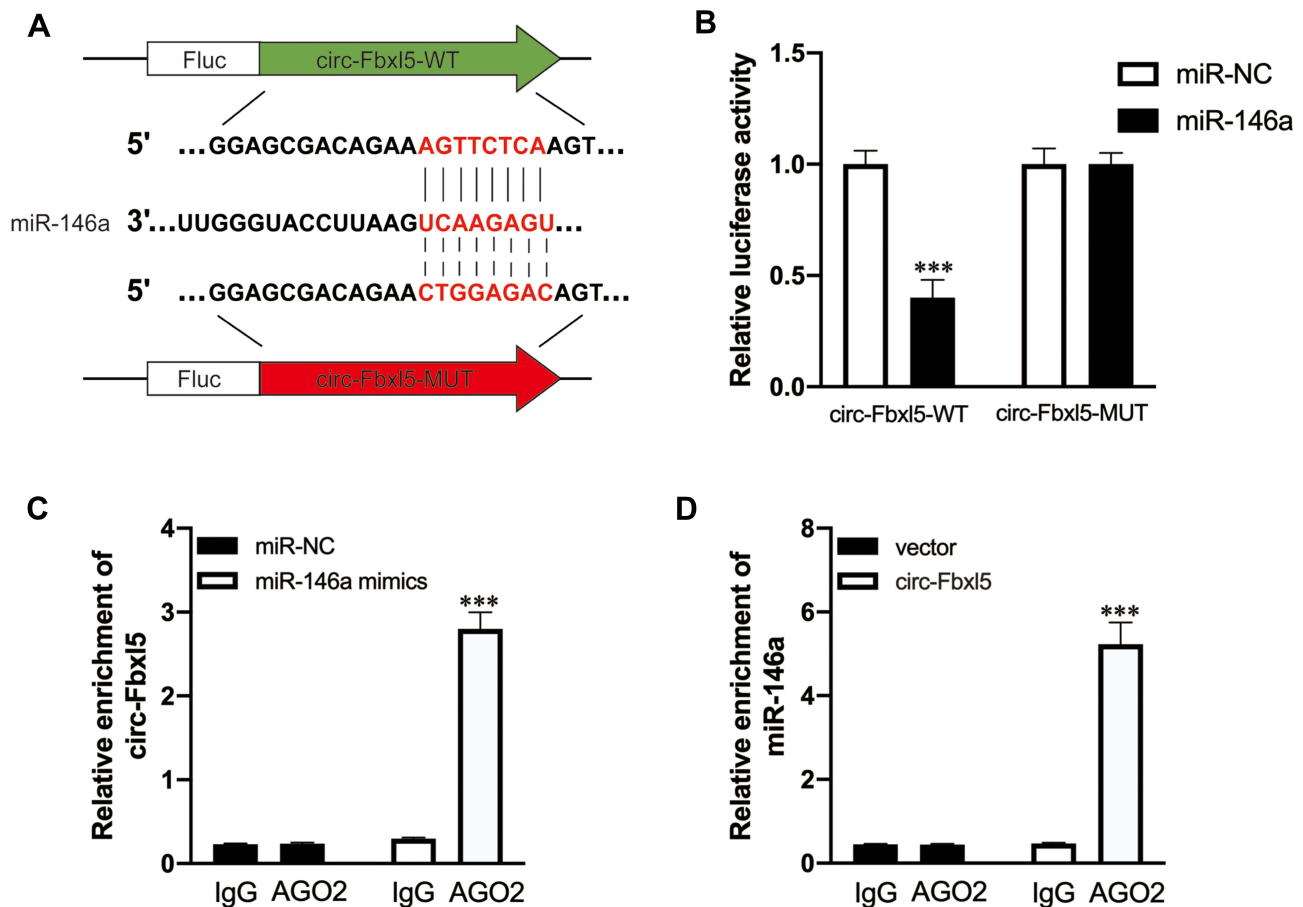 A
Fluc circ-Fbxl5-WT
5' ...GGAGCGACAGAAAGTTCTCAAGT...
miR-146a 3'...UUGGGUACCUUAAGUCAAGAGU...
5' ...GGAGCGACAGAACTGGAGACAGT...
Fluc circ-Fbxl5-MUT
B
Relative luciferase activity
1.5
1.0
0.5
0.0
miR-NC
miR-146a
***
circ-Fbxl5-WT circ-Fbxl5-MUT
C
Relative enrichment of
circ-Fbxl5
4
3
2
1
0
miR-NC
miR-146a mimics
***
IgG AGO2 IgG AGO2
D
Relative enrichment of
miR-146a
8
6
4
2
0
vector
circ-Fbxl5
***
IgG AGO2 IgG AGO2